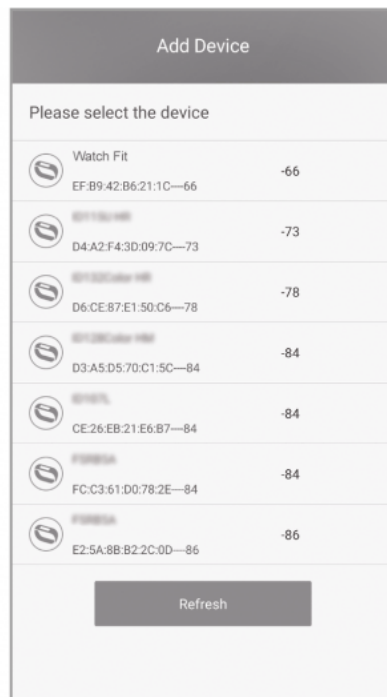 Add Device
Please select the device
Watch Fit
-66
EF:B9:42:B6:21:1C----66
-73
D4:A2:F4:3D:09:7C----73
-78
D6:CE:87:E1:50:C6----78
-84
D3:A5:D5:70:C1:5C----84
-84
CE:26:EB:21:E6:B7----84
-84
FC:C3:61:D0:78:2E----84
-86
E2:5A:8B:B2:2C:0D----86
Refresh